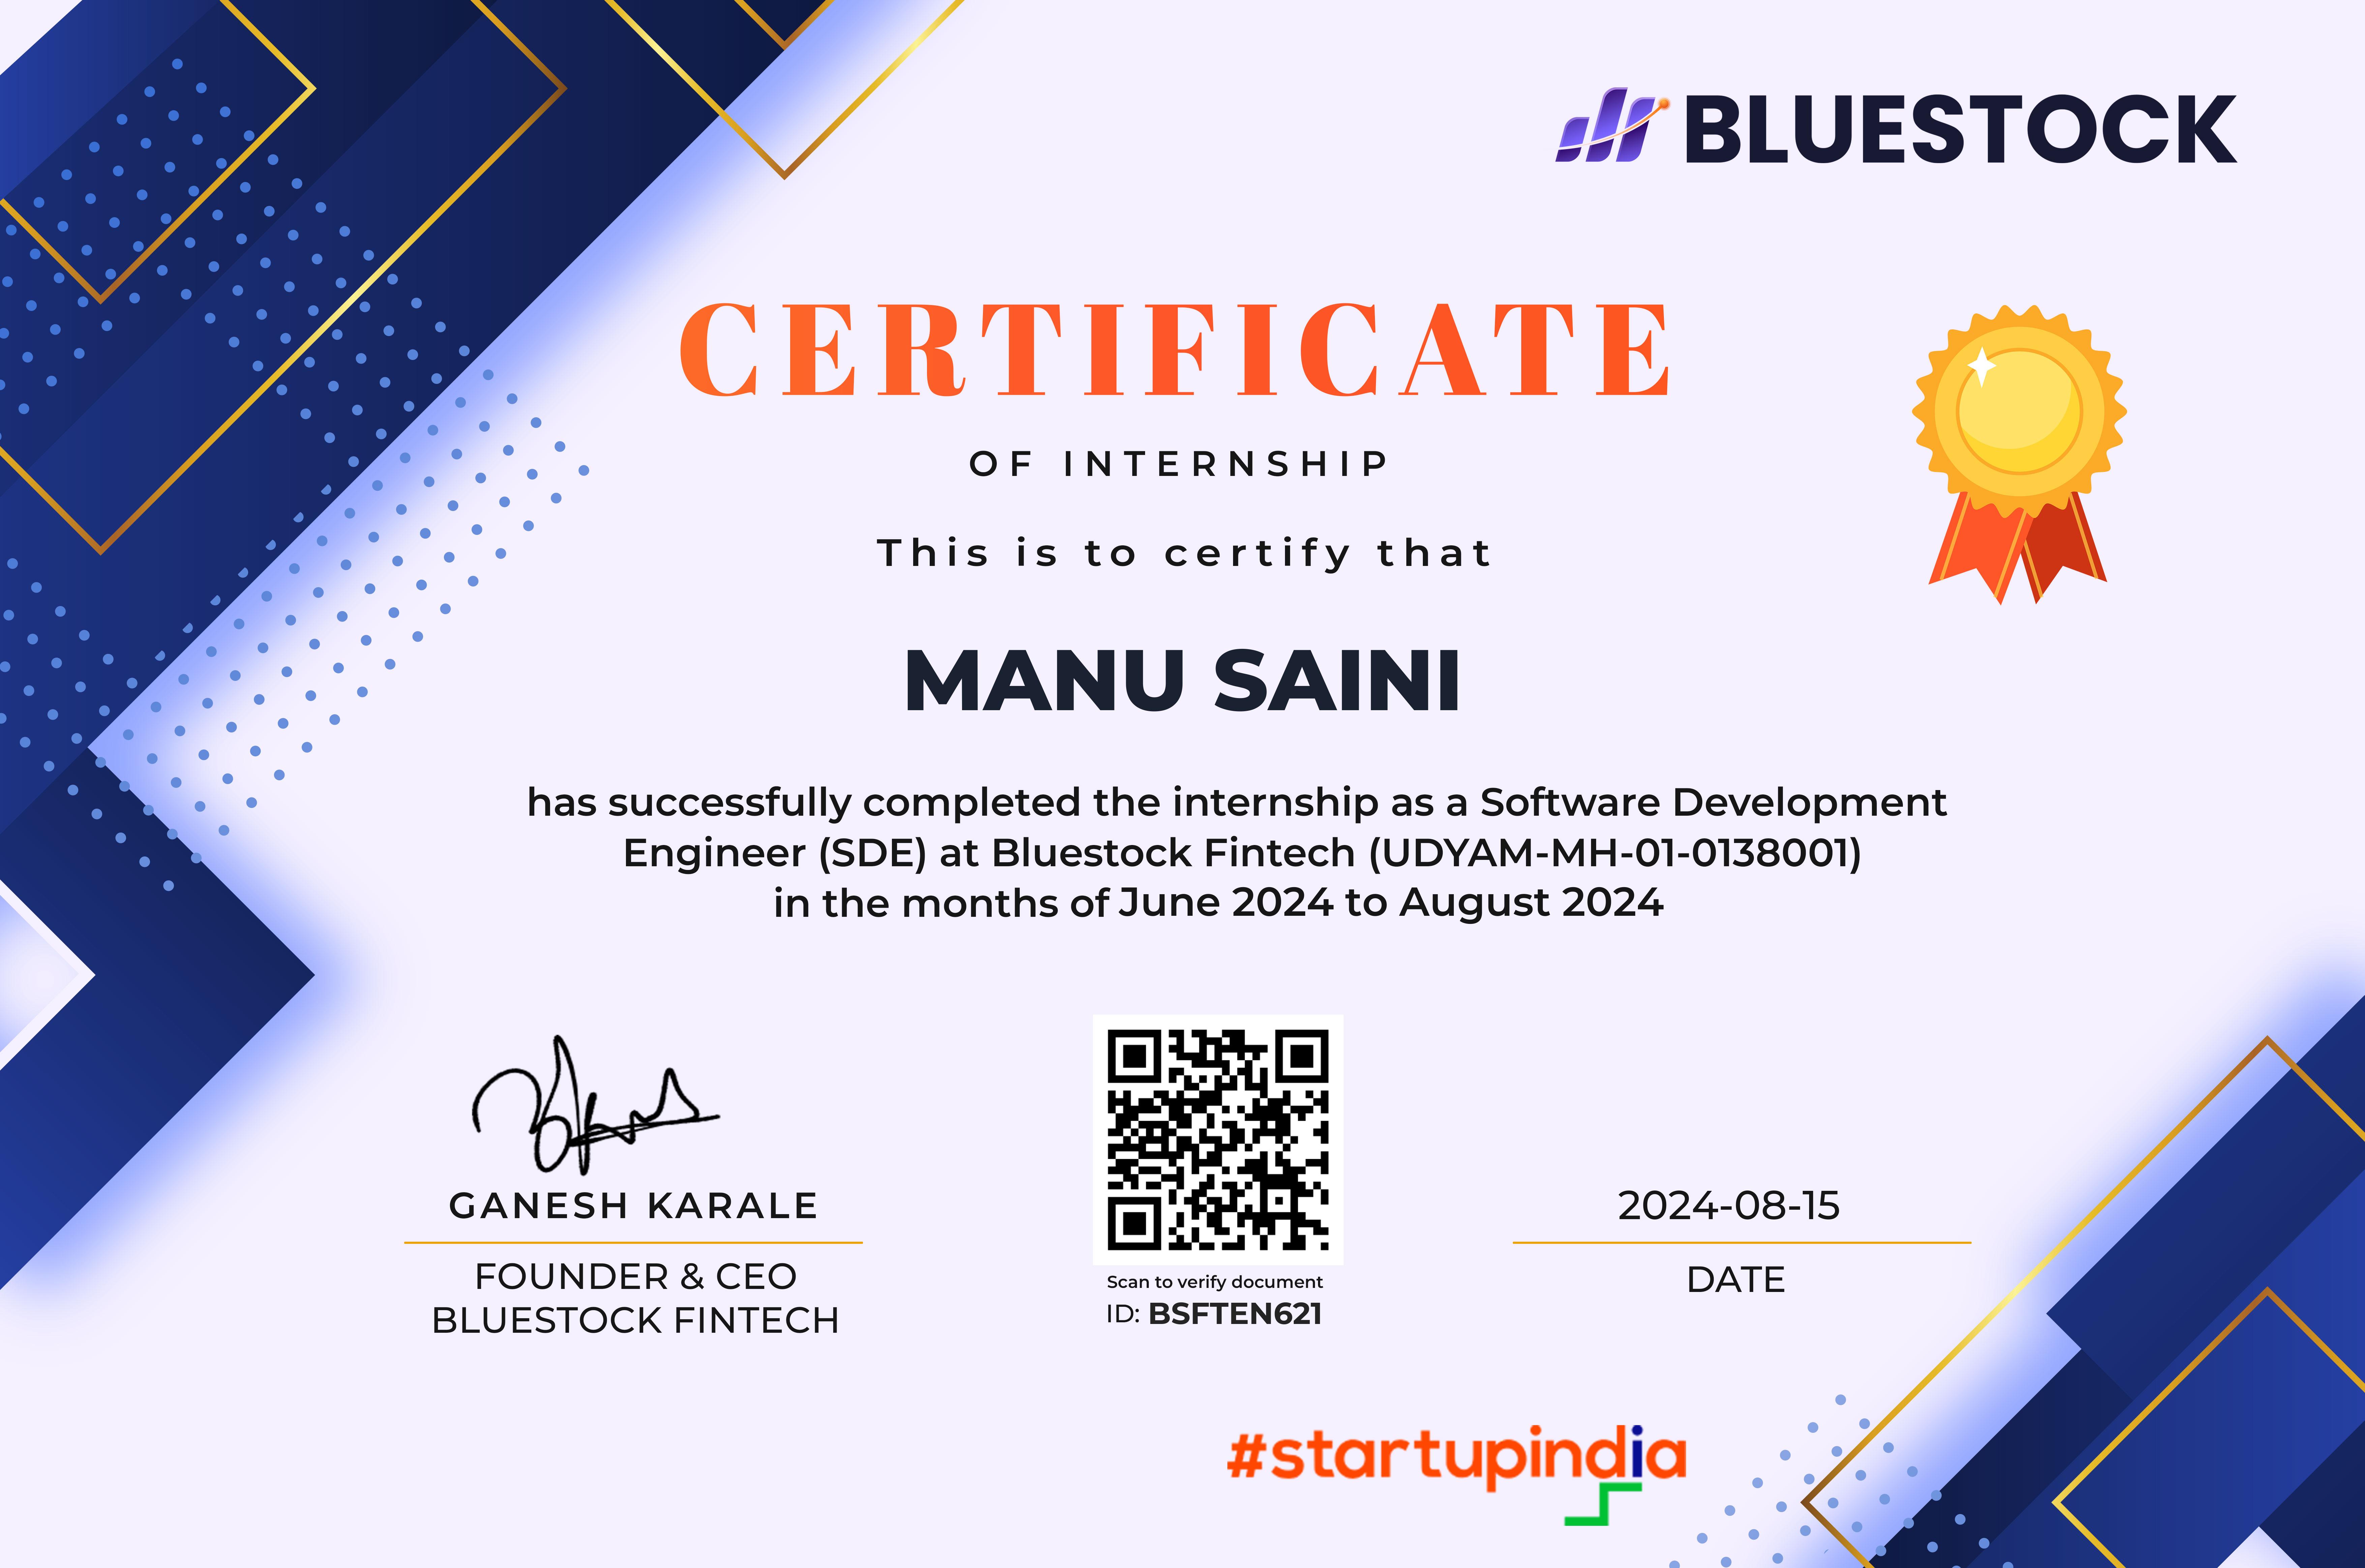 BLUESTOCK
CERTIFICATE
OF INTERNSHIP
This is to certify that
MANU SAINI
has successfully completed the internship as a Software Development
Engineer (SDE) at Bluestock Fintech (UDYAM-MH-01-0138001)
in the months of June 2024 to August 2024
GANESH KARALE
FOUNDER & CEO
BLUESTOCK FINTECH
Scan to verify document
ID: BSFTEN621
2024-08-15
DATE
#startupindia